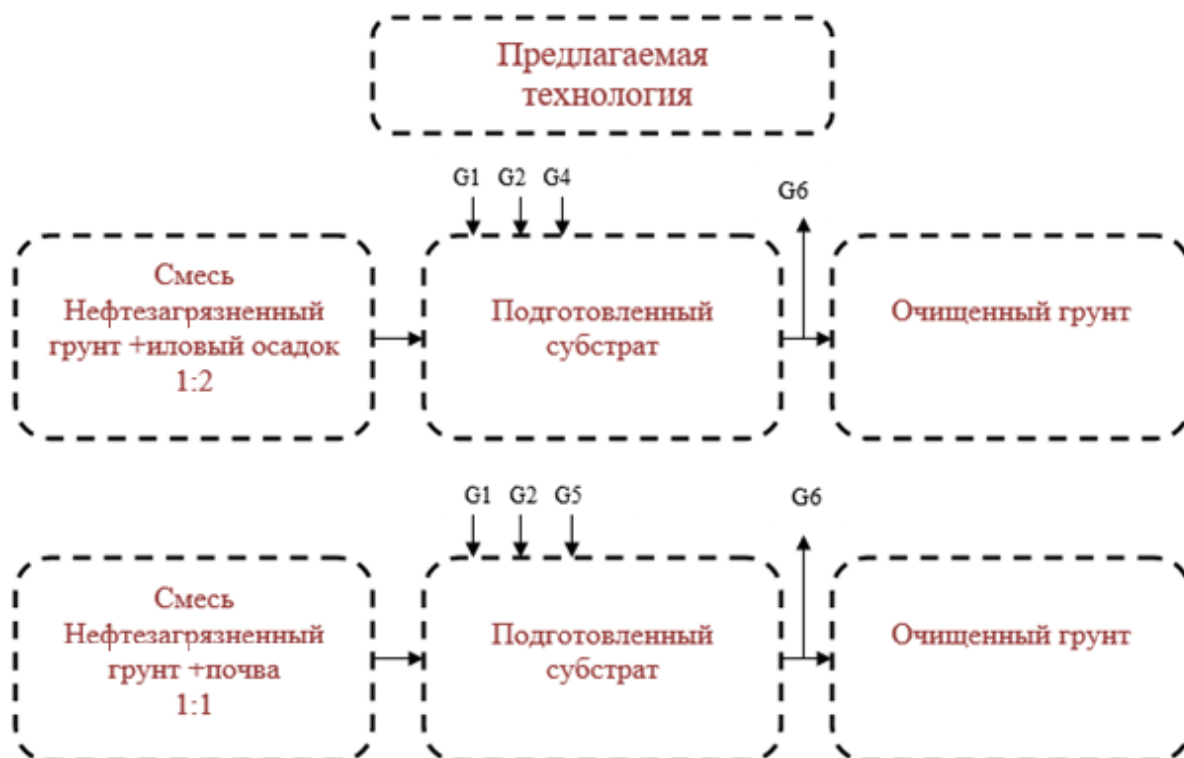 Предлагаемая
технология
G1 G2 G4
G6
Смесь
Нефтезагрязненный
грунт +иловый осадок
1:2
Подготовленный
субстрат
Очищенный грунт
G1 G2 G5
G6
Смесь
Нефтезагрязненный
грунт +почва
1:1
Подготовленный
субстрат
Очищенный грунт